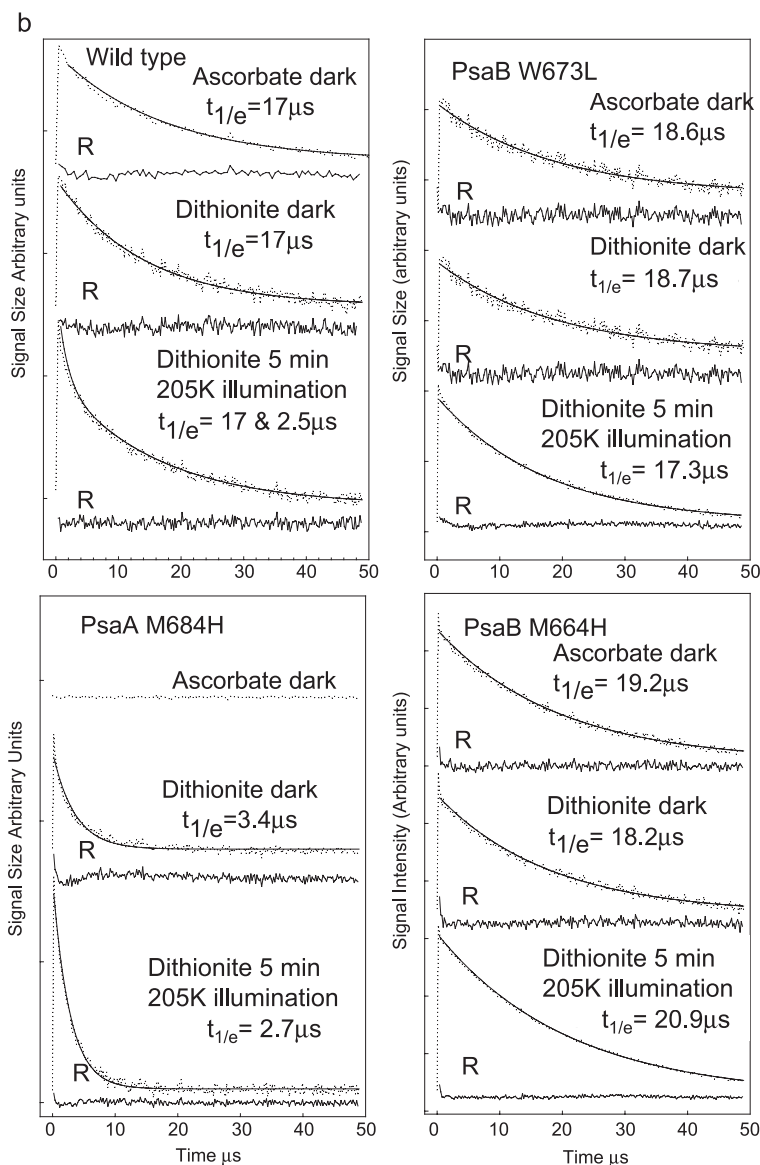 b
Wild type
Ascorbate dark
t1/e=17µs
R
Dithionite dark
t1/e=17µs
R
Dithionite 5 min
205K illumination
t1/e= 17 & 2.5µs
R
Signal Size Arbitrary units
0 10 20 30 40 50
PsaB W673L
Ascorbate dark
t1/e= 18.6µs
R
Dithionite dark
t1/e= 18.7µs
R
Dithionite 5 min
205K illumination
t1/e= 17.3µs
R
Signal Size (arbitrary units)
0 10 20 30 40 50
PsaA M684H
Ascorbate dark
Dithionite dark
t1/e=3.4µs
R
Dithionite 5 min
205K illumination
t1/e= 2.7µs
R
Signal Size Arbitrary Units
0 10 20 30 40 50
Time µs
PsaB M664H
Ascorbate dark
t1/e= 19.2µs
R
Dithionite dark
t1/e= 18.2µs
R
Dithionite 5 min
205K illumination
t1/e= 20.9µs
R
Signal Intensity (Arbitrary units)
0 10 20 30 40 50
Time µs